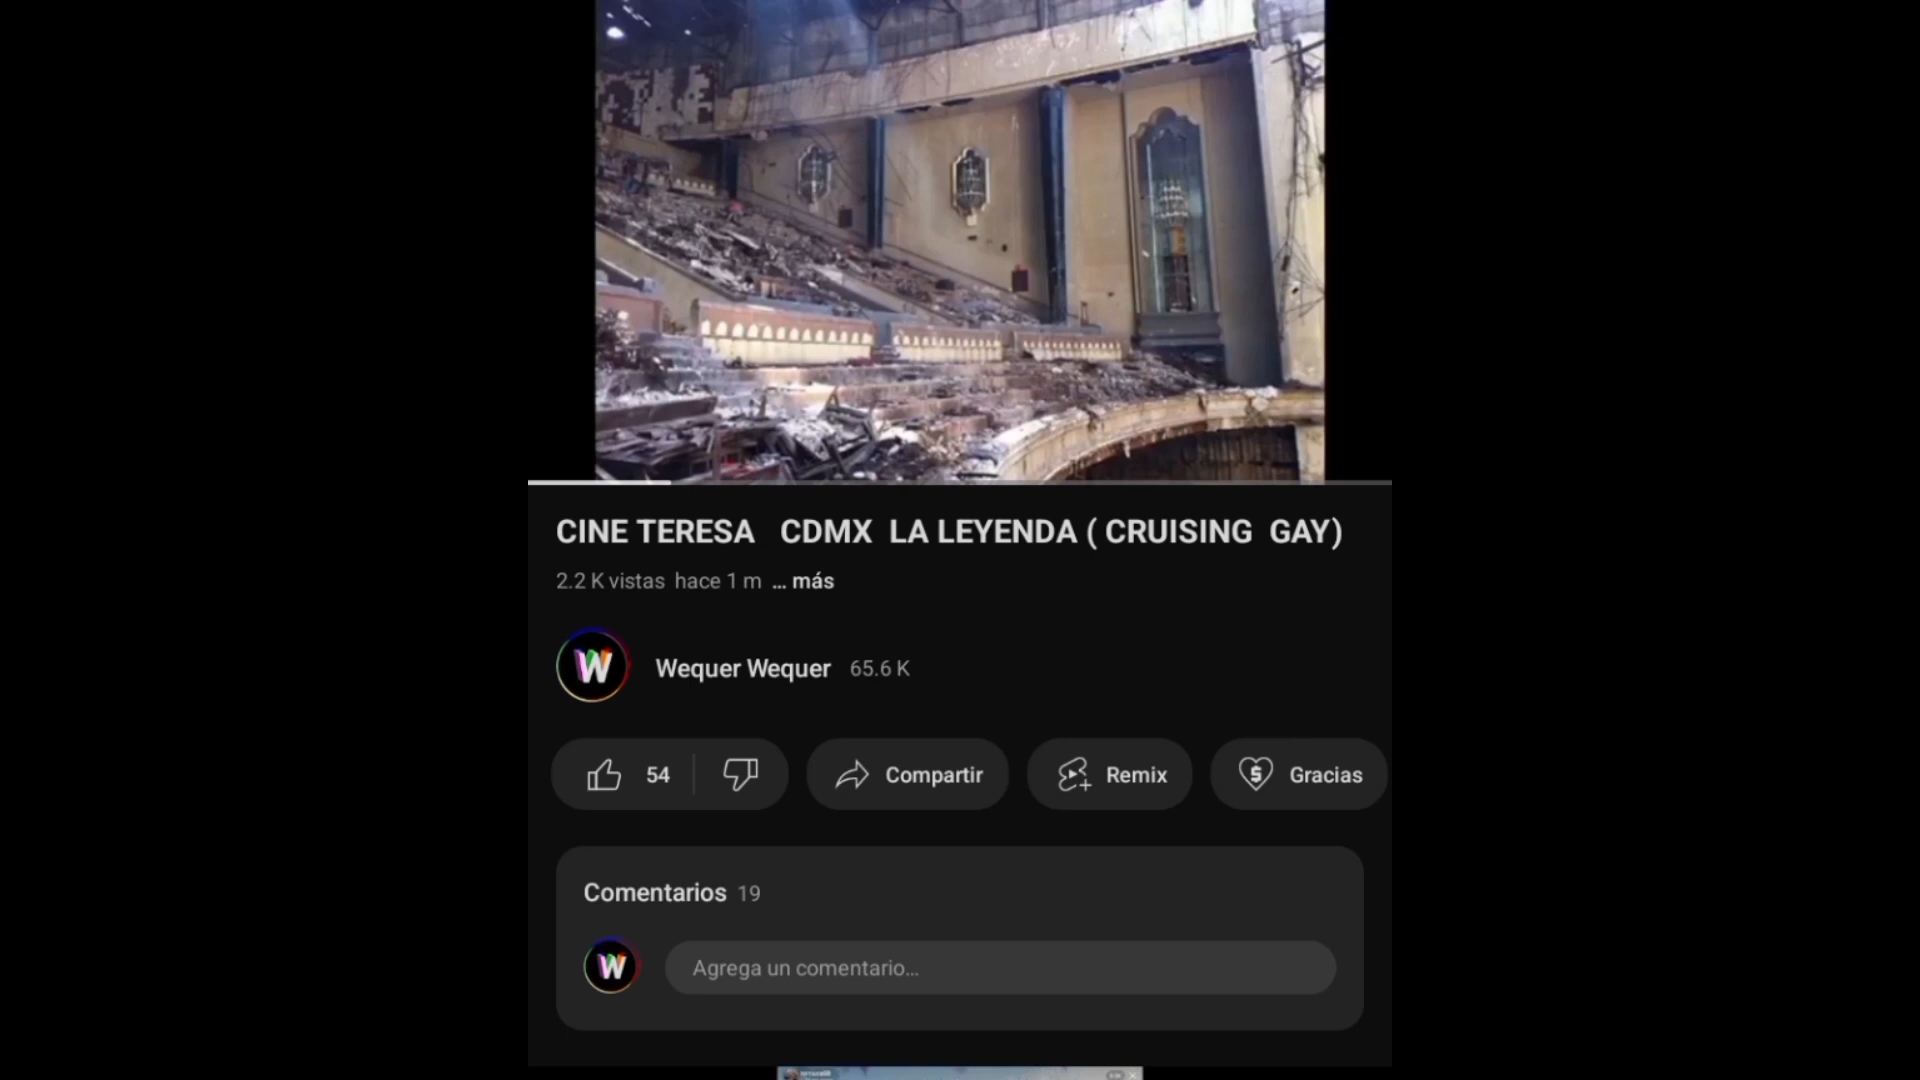 CINE TERESA CDMX LA LEYENDA ( CRUISING GAY)
2.2 K vistas hace 1 m ... más
W
Wequer Wequer 65.6 K
54 Compartir Remix Gracias
Comentarios 19
W
Agrega un comentario...